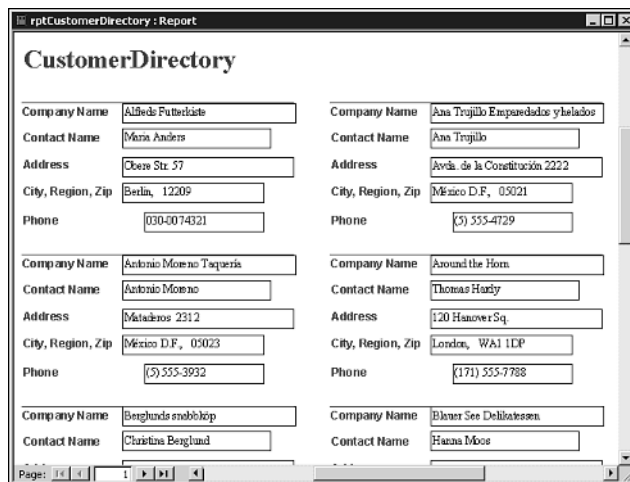 rptCustomerDirectory : Report
CustomerDirectory
Company Name Alfreds Futterkiste
Contact Name Maria Anders
Address Obere Str. 57
City, Region, Zip Berlin, 12209
Phone 030-0074321
Company Name Ana Trujillo Emparedados y helados
Contact Name Ana Trujillo
Address Avda. de la Constitución 2222
City, Region, Zip México D.F., 05021
Phone (5) 555-4729
Company Name Antonio Moreno Taquería
Contact Name Antonio Moreno
Address Mataderos 2312
City, Region, Zip México D.F., 05023
Phone (5) 555-3932
Company Name Around the Horn
Contact Name Thomas Hardy
Address 120 Hanover Sq.
City, Region, Zip London, WA1 1DP
Phone (171) 555-7788
Company Name Berglunds snabbköp
Contact Name Christina Berglund
Company Name Blauer See Delikatessen
Contact Name Hanna Moos
Page: 1